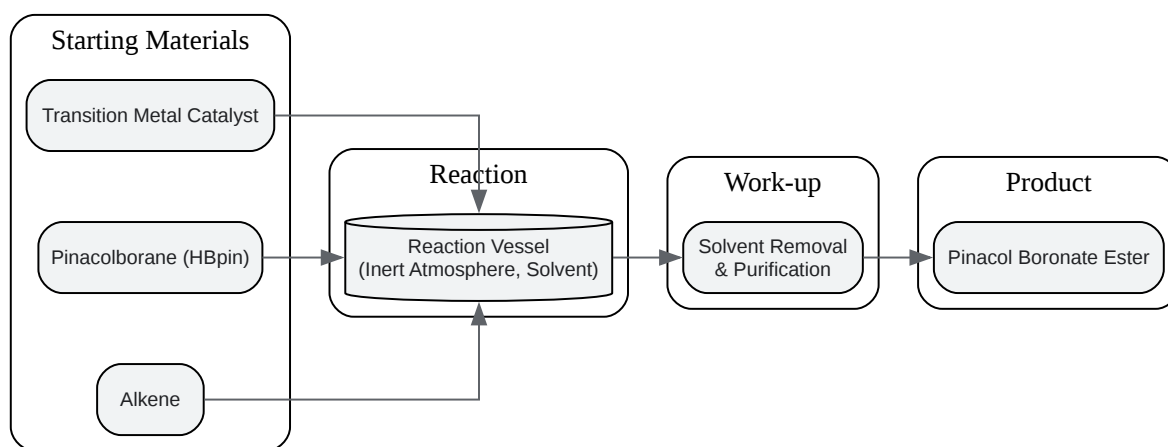 Starting Materials
Transition Metal Catalyst
Pinacolborane (HBpin)
Alkene
Reaction
Reaction Vessel
(Inert Atmosphere, Solvent)
Work-up
Solvent Removal
& Purification
Product
Pinacol Boronate Ester